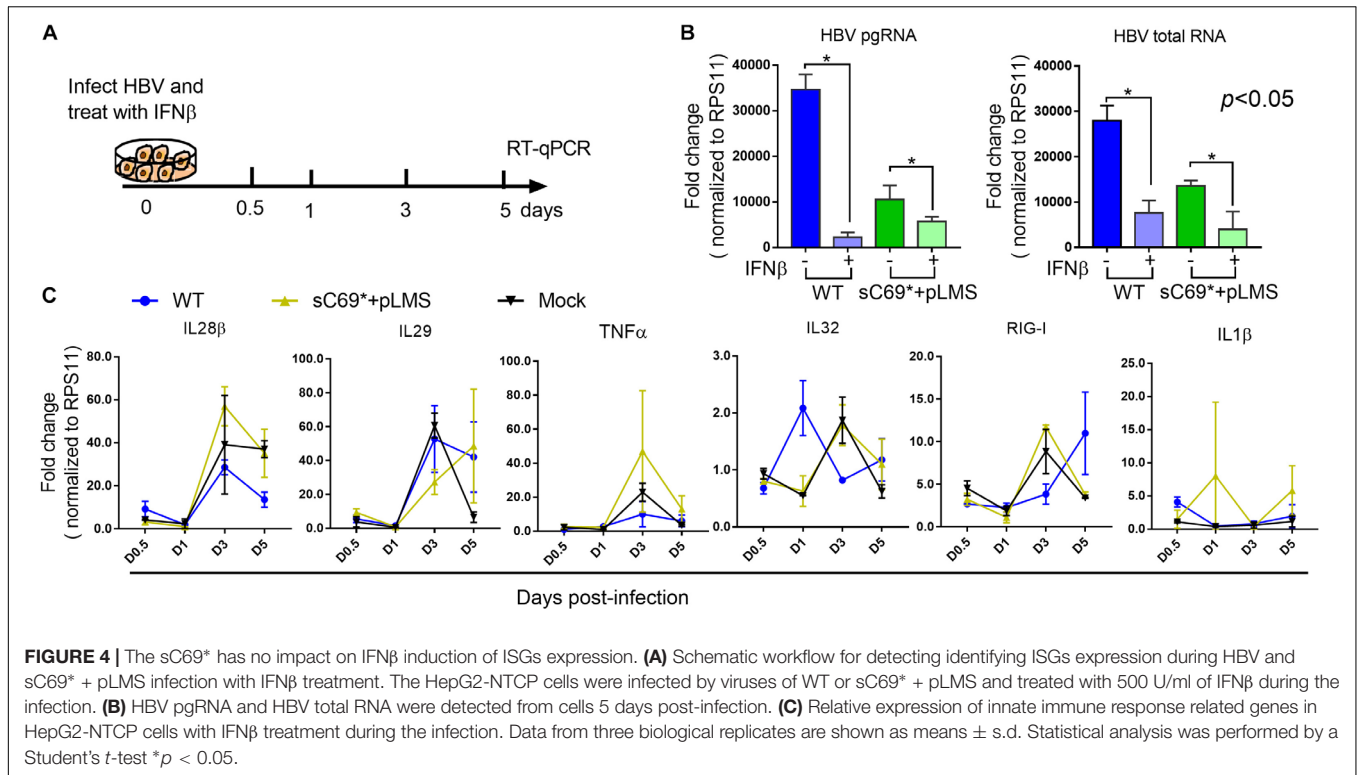 A
Infect HBV and
treat with IFNβ
RT-qPCR
0
0.5
1
3
5 days
B
HBV pgRNA
Fold change
( normalized to RPS11)
40000
30000
20000
10000
0
*
*
IFNβ
- + - +
WT sC69*+pLMS
HBV total RNA
Fold change
( normalized to RPS11)
40000
30000
20000
10000
0
*
*
p<0.05
- + - +
WT sC69*+pLMS
C
WT sC69*+pLMS Mock
Fold change
( normalized to RPS11)
IL28β
80.0
60.0
40.0
20.0
0.0
D0.5 D1 D3 D5
IL29
100.0
80.0
60.0
40.0
20.0
0.0
D0.5 D1 D3 D5
TNFα
100.0
80.0
60.0
40.0
20.0
0.0
D0.5 D1 D3 D5
IL32
3.0
2.0
1.0
0.0
D0.5 D1 D3 D5
RIG-I
20.0
15.0
10.0
5.0
0.0
D0.5 D1 D3 D5
IL1β
25.0
20.0
15.0
10.0
5.0
0.0
D0.5 D1 D3 D5
Days post-infection
FIGURE 4 | The sC69* has no impact on IFNβ induction of ISGs expression. (A) Schematic workflow for detecting identifying ISGs expression during HBV and
sC69* + pLMS infection with IFNβ treatment. The HepG2-NTCP cells were infected by viruses of WT or sC69* + pLMS and treated with 500 U/ml of IFNβ during the
infection. (B) HBV pgRNA and HBV total RNA were detected from cells 5 days post-infection. (C) Relative expression of innate immune response related genes in
HepG2-NTCP cells with IFNβ treatment during the infection. Data from three biological replicates are shown as means ± s.d. Statistical analysis was performed by a
Student's t-test *p < 0.05.